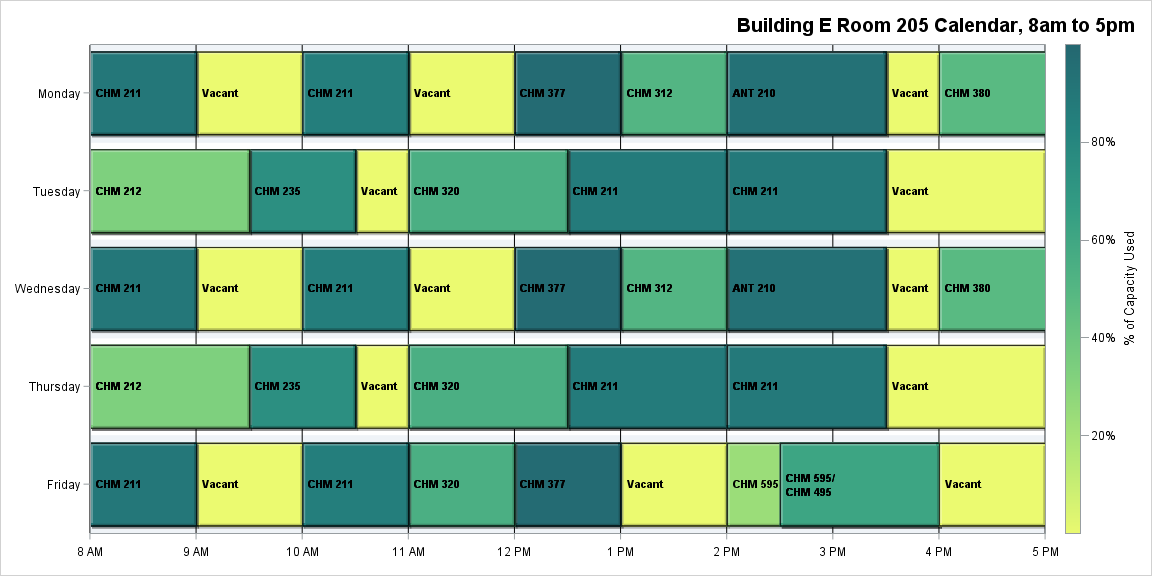 Building E Room 205 Calendar, 8am to 5pm
Monday
CHM 211
Vacant
CHM 211
Vacant
CHM 377
CHM 312
ANT 210
Vacant
CHM 380
Tuesday
CHM 212
CHM 235
Vacant
CHM 320
CHM 211
CHM 211
Vacant
Wednesday
CHM 211
Vacant
CHM 211
Vacant
CHM 377
CHM 312
ANT 210
Vacant
CHM 380
Thursday
CHM 212
CHM 235
Vacant
CHM 320
CHM 211
CHM 211
Vacant
Friday
CHM 211
Vacant
CHM 211
CHM 320
CHM 377
Vacant
CHM 595
CHM 595/
CHM 495
Vacant
8 AM
9 AM
10 AM
11 AM
12 PM
1 PM
2 PM
3 PM
4 PM
5 PM
80%
60%
40%
20%
% of Capacity Used